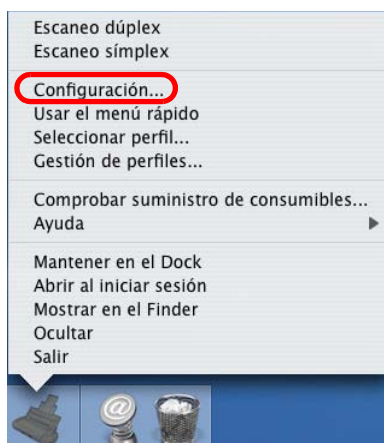 Escaneo dúplex
Escaneo símplex
Configuración...
Usar el menú rápido
Seleccionar perfil...
Gestión de perfiles...
Comprobar suministro de consumibles...
Ayuda
Mantener en el Dock
Abrir al iniciar sesión
Mostrar en el Finder
Ocultar
Salir
@